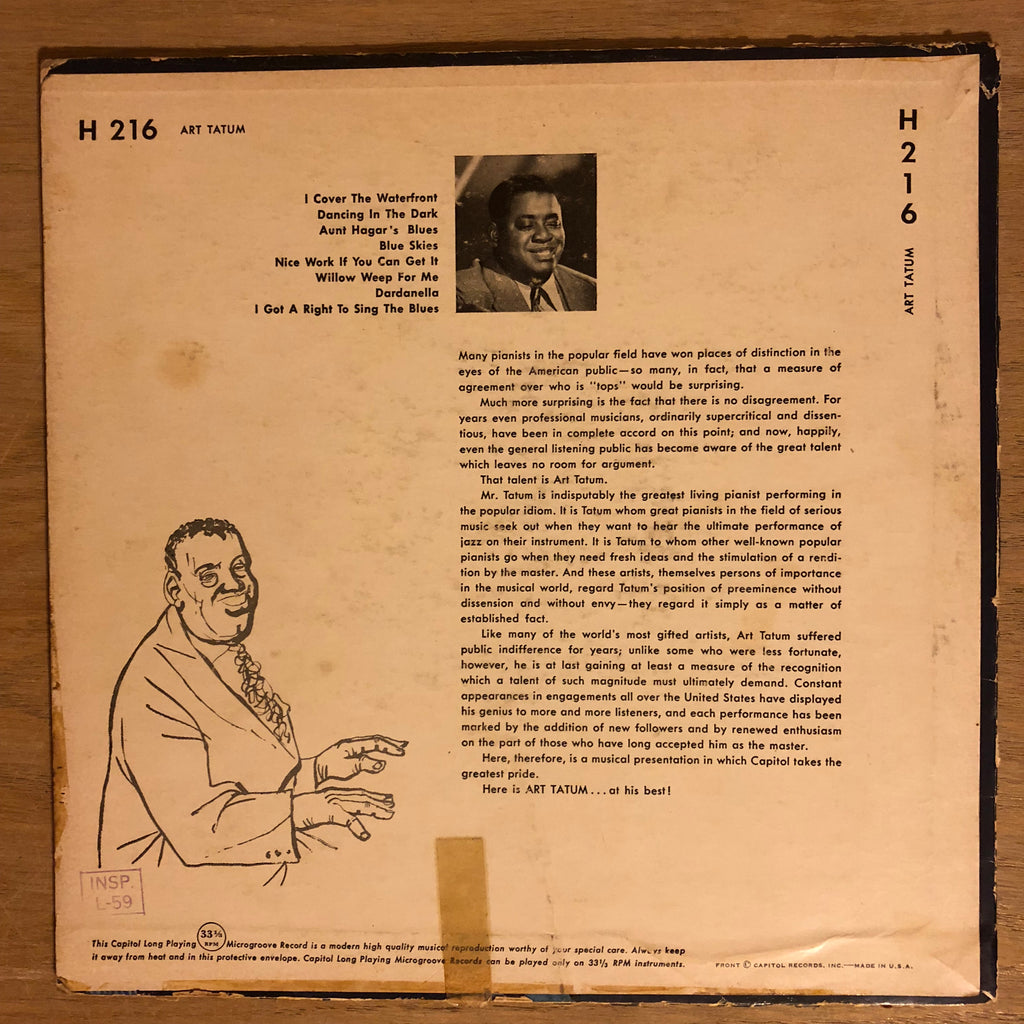 H 216 ART TATUM
H
2
1
6
ART TATUM
I Cover The Waterfront
Dancing In The Dark
Aunt Hagar's Blues
Blue Skies
Nice Work If You Can Get It
Willow Weep For Me
Dardanella
I Got A Right To Sing The Blues
Many pianists in the popular field have won places of distinction in the
eyes of the American public—so many, in fact, that a measure of
agreement over who is "tops" would be surprising.
Much more surprising is the fact that there is no disagreement. For
years even professional musicians, ordinarily supercritical and dissen-
tious, have been in complete accord on this point; and now, happily,
even the general listening public has become aware of the great talent
which leaves no room for argument.
That talent is Art Tatum.
Mr. Tatum is indisputably the greatest living pianist performing in
the popular idiom. It is Tatum whom great pianists in the field of serious
music seek out when they want to hear the ultimate performance of
jazz on their instrument. It is Tatum to whom other well-known popular
pianists go when they need fresh ideas and the stimulation of a rendi-
tion by the master. And these artists, themselves persons of importance
in the musical world, regard Tatum's position of preeminence without
dissension and without envy—they regard it simply as a matter of
established fact.
Like many of the world's most gifted artists, Art Tatum suffered
public indifference for years; unlike some who were less fortunate,
however, he is at last gaining at least a measure of the recognition
which a talent of such magnitude must ultimately demand. Constant
appearances in engagements all over the United States have displayed
his genius to more and more listeners, and each performance has been
marked by the addition of new followers and by renewed enthusiasm
on the part of those who have long accepted him as the master.
Here, therefore, is a musical presentation in which Capitol takes the
greatest pride.
Here is ART TATUM...at his best!
INSP.
L-59
This Capitol Long Playing 33⅓ RPM Microgroove Record is a modern high quality musical reproduction worthy of your special care. Always keep
it away from heat and in this protective envelope. Capitol Long Playing Microgroove Records can be played only on 33⅓ RPM instruments.
FRONT © CAPITOL RECORDS, INC.—MADE IN U.S.A.